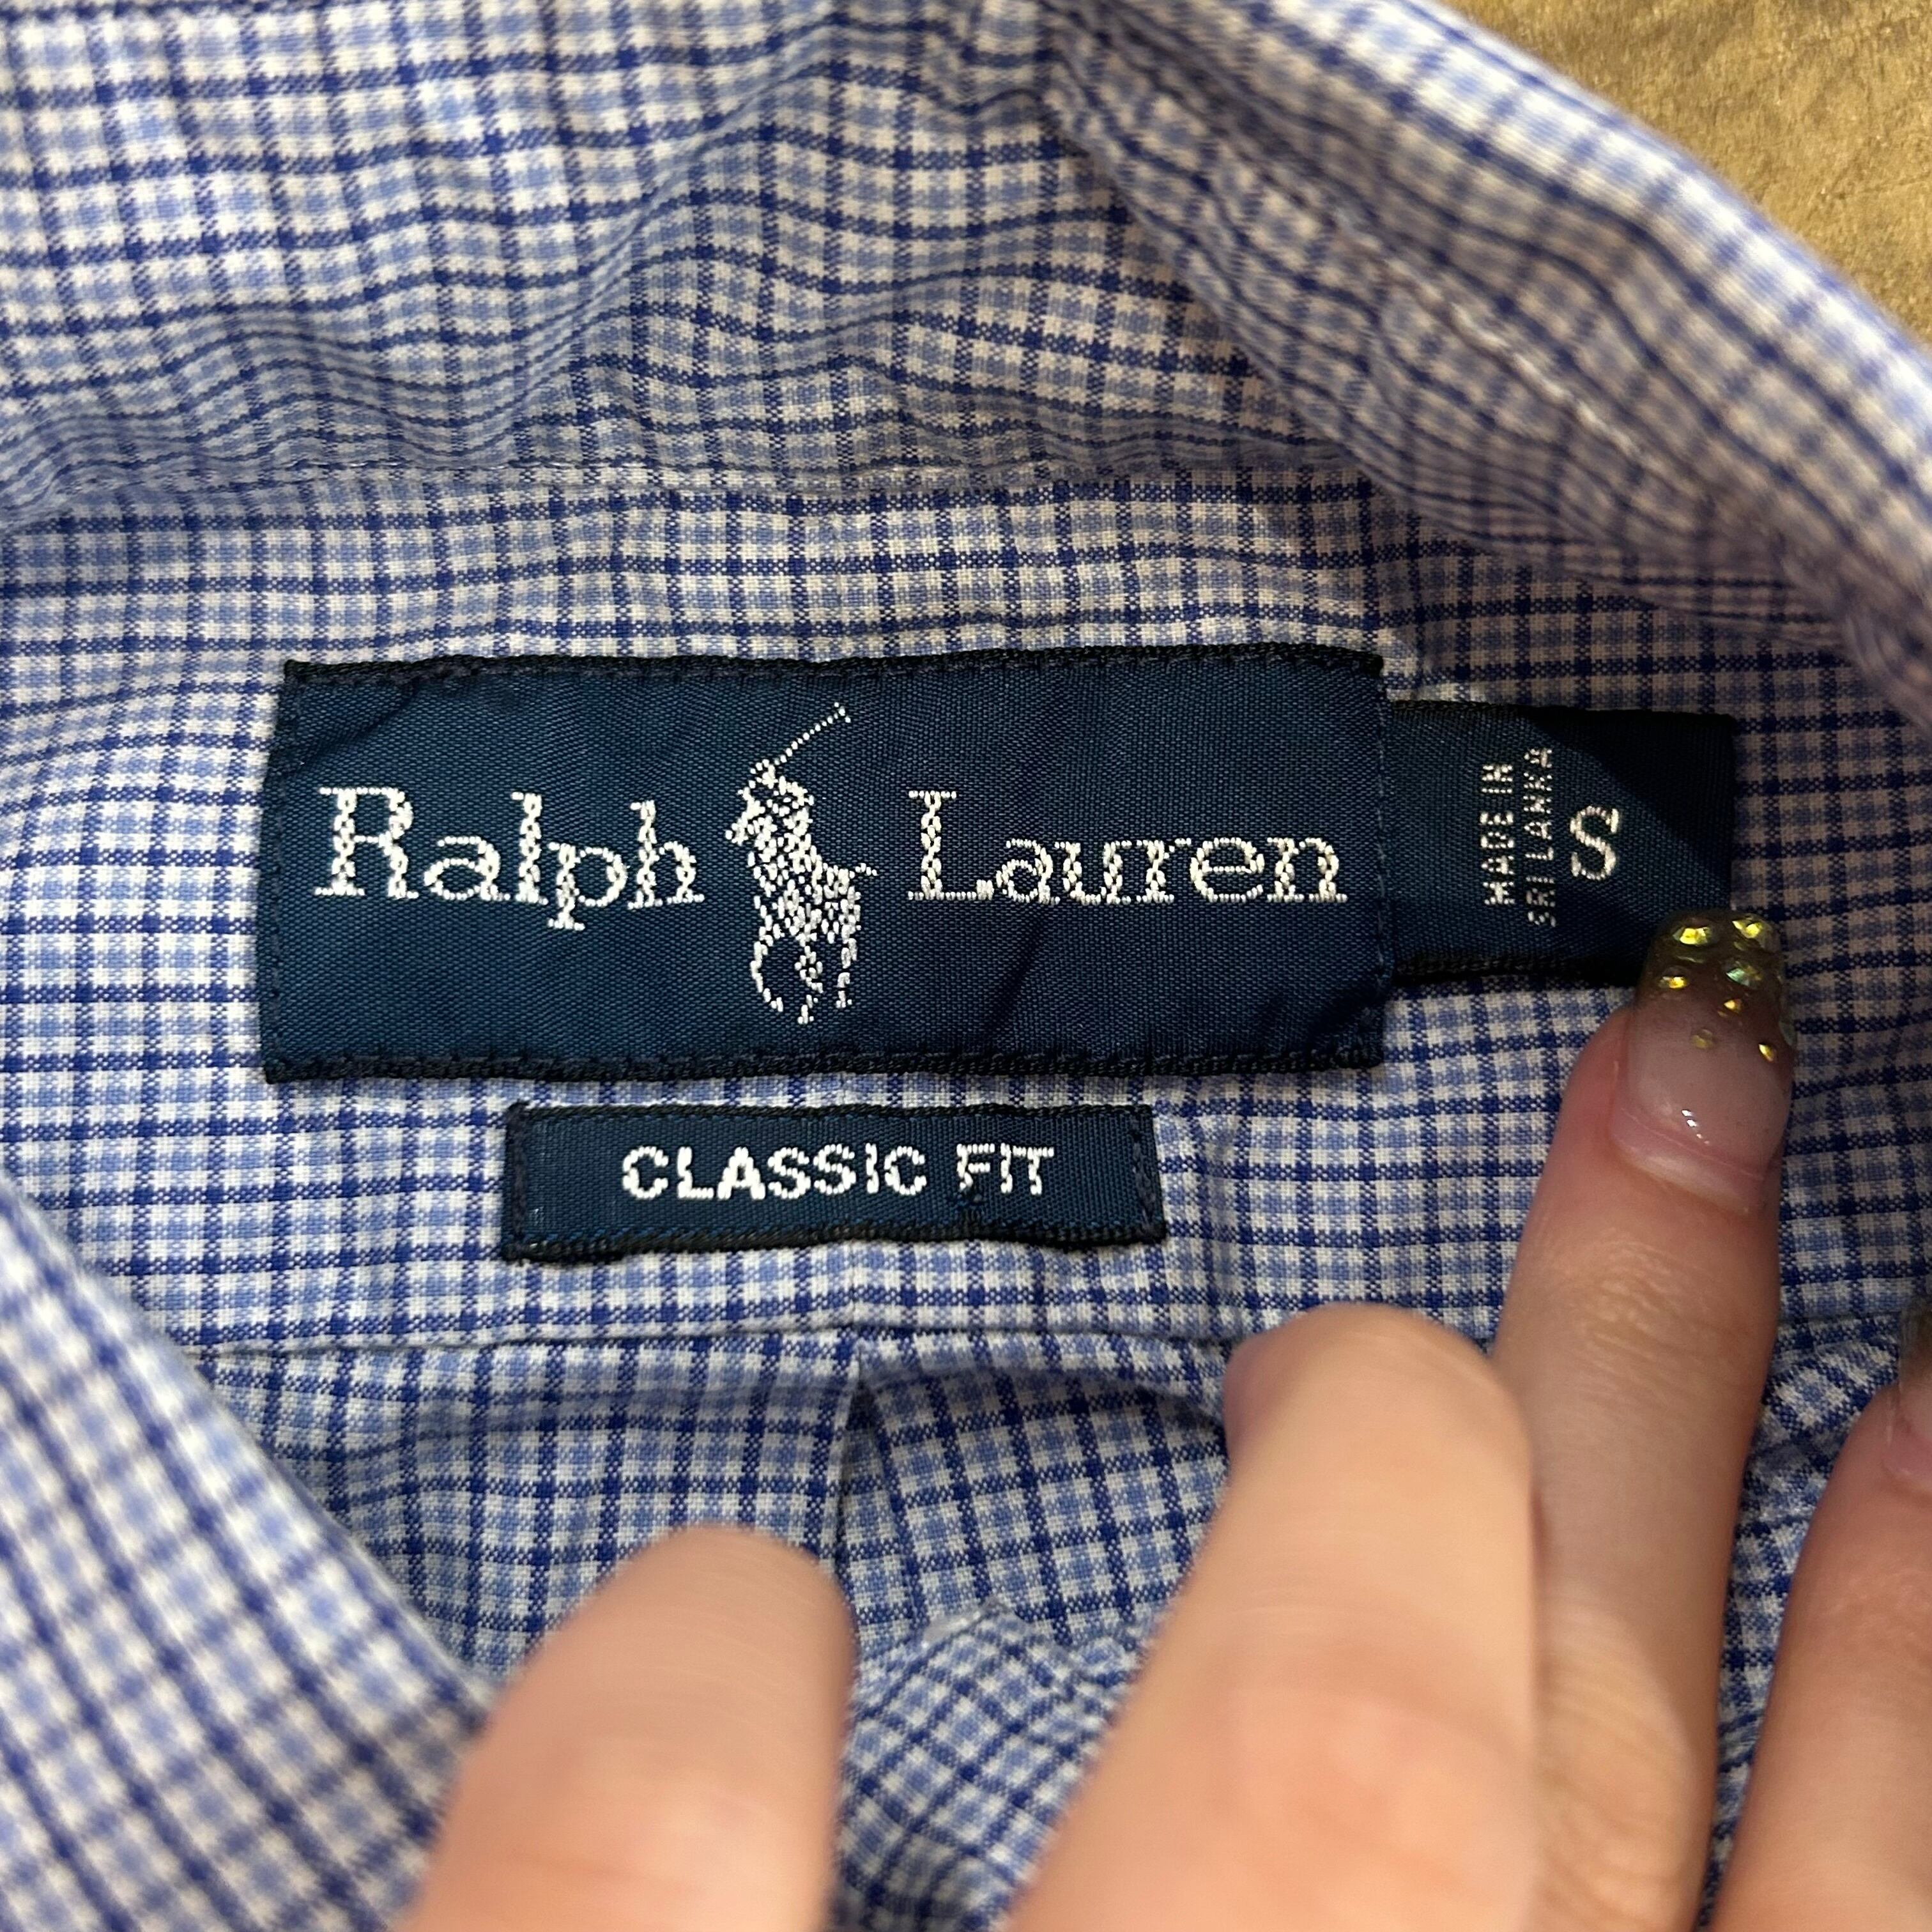 Ralph Lauren
MADE IN
SRI LANKA
S
CLASSIC FIT